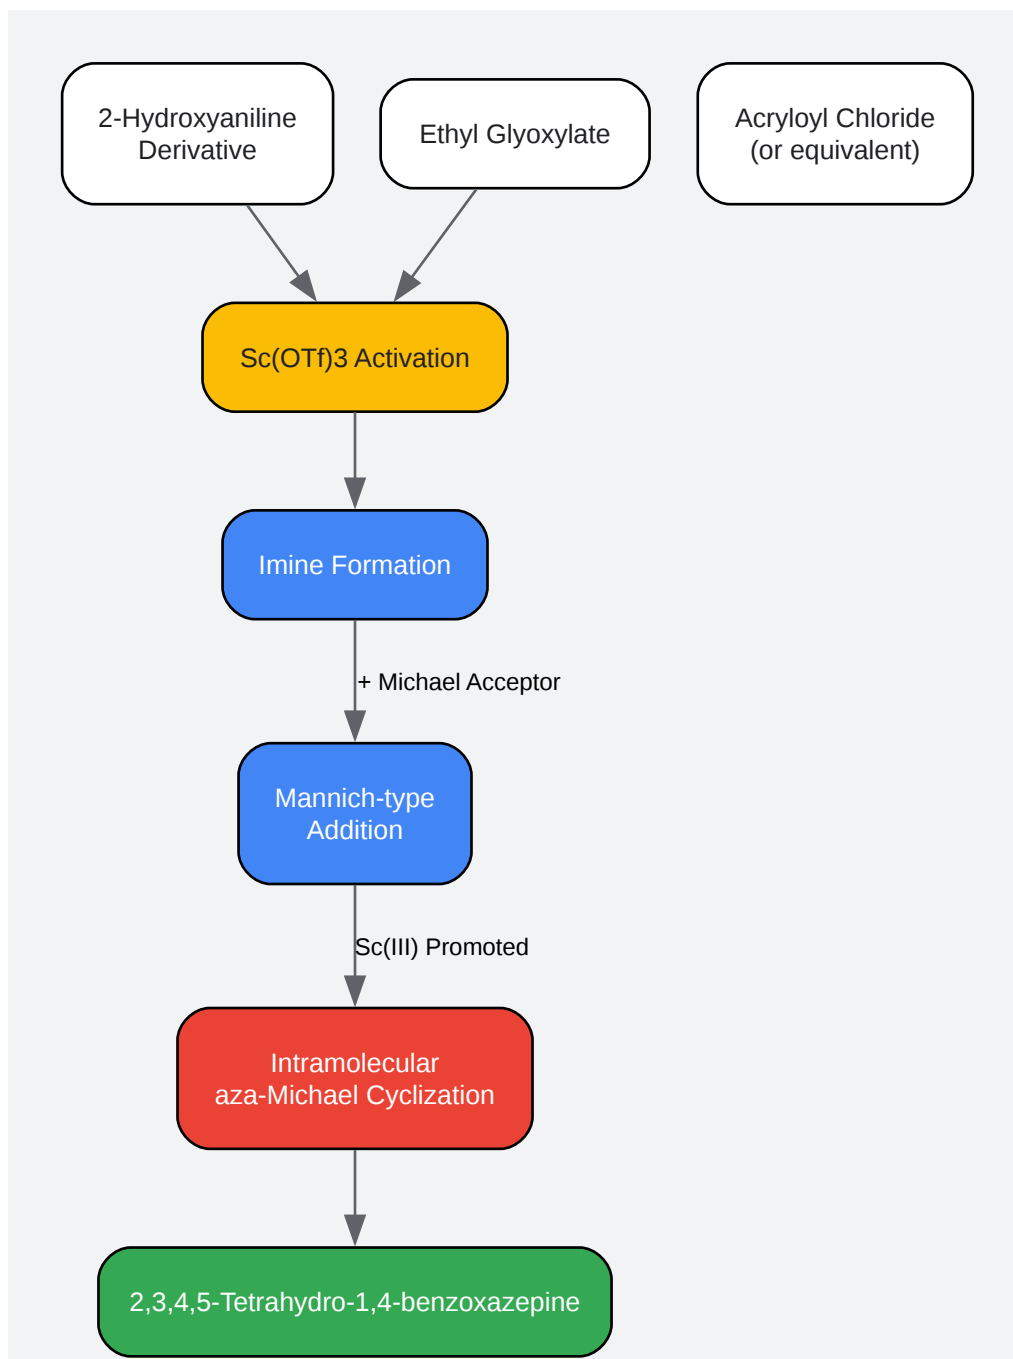 2-Hydroxyaniline
Derivative
Ethyl Glyoxylate
Acryloyl Chloride
(or equivalent)
Sc(OTf)3 Activation
Imine Formation
+ Michael Acceptor
Mannich-type
Addition
Sc(III) Promoted
Intramolecular
aza-Michael Cyclization
2,3,4,5-Tetrahydro-1,4-benzoxazepine